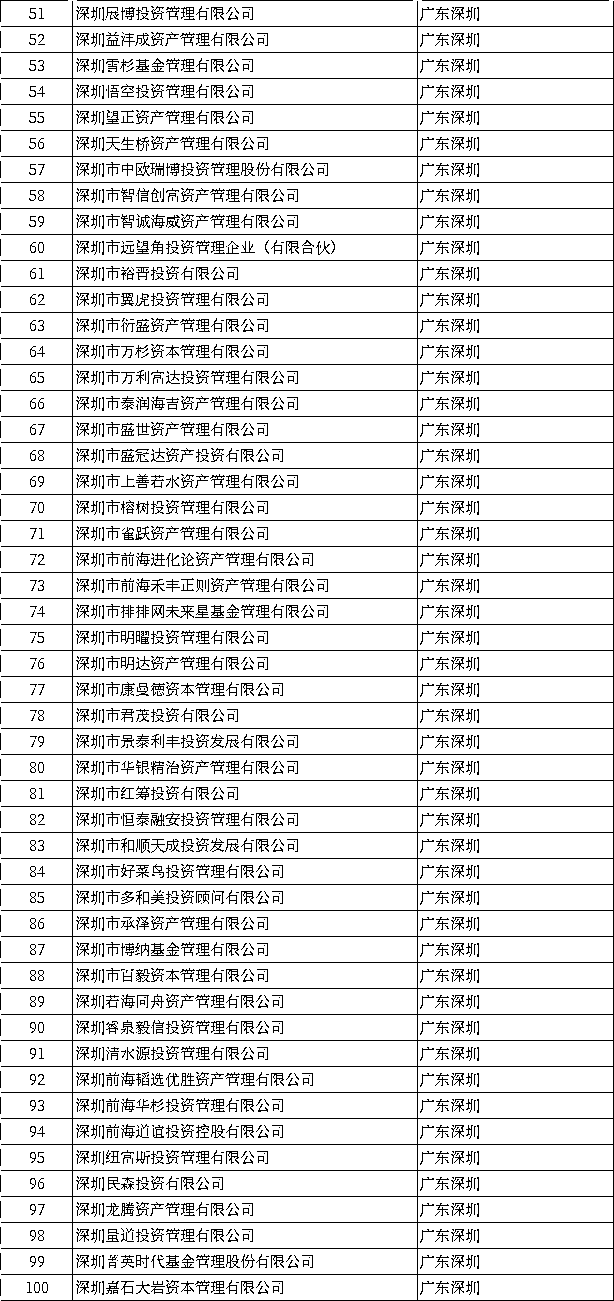 51 深圳展博投资管理有限公司 广东深圳
52 深圳益沣成资产管理有限公司 广东深圳
53 深圳雪杉基金管理有限公司 广东深圳
54 深圳悟空投资管理有限公司 广东深圳
55 深圳望正资产管理有限公司 广东深圳
56 深圳天生桥资产管理有限公司 广东深圳
57 深圳市中欧瑞博投资管理股份有限公司 广东深圳
58 深圳市智信创富资产管理有限公司 广东深圳
59 深圳市智诚海威资产管理有限公司 广东深圳
60 深圳市远望角投资管理企业（有限合伙） 广东深圳
61 深圳市裕晋投资有限公司 广东深圳
62 深圳市翼虎投资管理有限公司 广东深圳
63 深圳市衍盛资产管理有限公司 广东深圳
64 深圳市万杉资本管理有限公司 广东深圳
65 深圳市万利富达投资管理有限公司 广东深圳
66 深圳市泰润海吉资产管理有限公司 广东深圳
67 深圳市盛世资产管理有限公司 广东深圳
68 深圳市盛冠达资产投资有限公司 广东深圳
69 深圳市上善若水资产管理有限公司 广东深圳
70 深圳市榕树投资管理有限公司 广东深圳
71 深圳市雀跃资产管理有限公司 广东深圳
72 深圳市前海进化论资产管理有限公司 广东深圳
73 深圳市前海禾丰正则资产管理有限公司 广东深圳
74 深圳市排排网未来星基金管理有限公司 广东深圳
75 深圳市明曜投资管理有限公司 广东深圳
76 深圳市明达资产管理有限公司 广东深圳
77 深圳市康曼德资本管理有限公司 广东深圳
78 深圳市君茂投资有限公司 广东深圳
79 深圳市景泰利丰投资发展有限公司 广东深圳
80 深圳市华银精治资产管理有限公司 广东深圳
81 深圳市红筹投资有限公司 广东深圳
82 深圳市恒泰融安投资管理有限公司 广东深圳
83 深圳市和顺天成投资发展有限公司 广东深圳
84 深圳市好菜鸟投资管理有限公司 广东深圳
85 深圳市多和美投资顾问有限公司 广东深圳
86 深圳市承泽资产管理有限公司 广东深圳
87 深圳市博纳基金管理有限公司 广东深圳
88 深圳市百毅资本管理有限公司 广东深圳
89 深圳若海同舟资产管理有限公司 广东深圳
90 深圳睿泉毅信投资管理有限公司 广东深圳
91 深圳清水源投资管理有限公司 广东深圳
92 深圳前海韬选优胜资产管理有限公司 广东深圳
93 深圳前海华杉投资管理有限公司 广东深圳
94 深圳前海道谊投资控股有限公司 广东深圳
95 深圳纽富斯投资管理有限公司 广东深圳
96 深圳民森投资有限公司 广东深圳
97 深圳龙腾资产管理有限公司 广东深圳
98 深圳量道投资管理有限公司 广东深圳
99 深圳菁英时代基金管理股份有限公司 广东深圳
100 深圳嘉石大岩资本管理有限公司 广东深圳